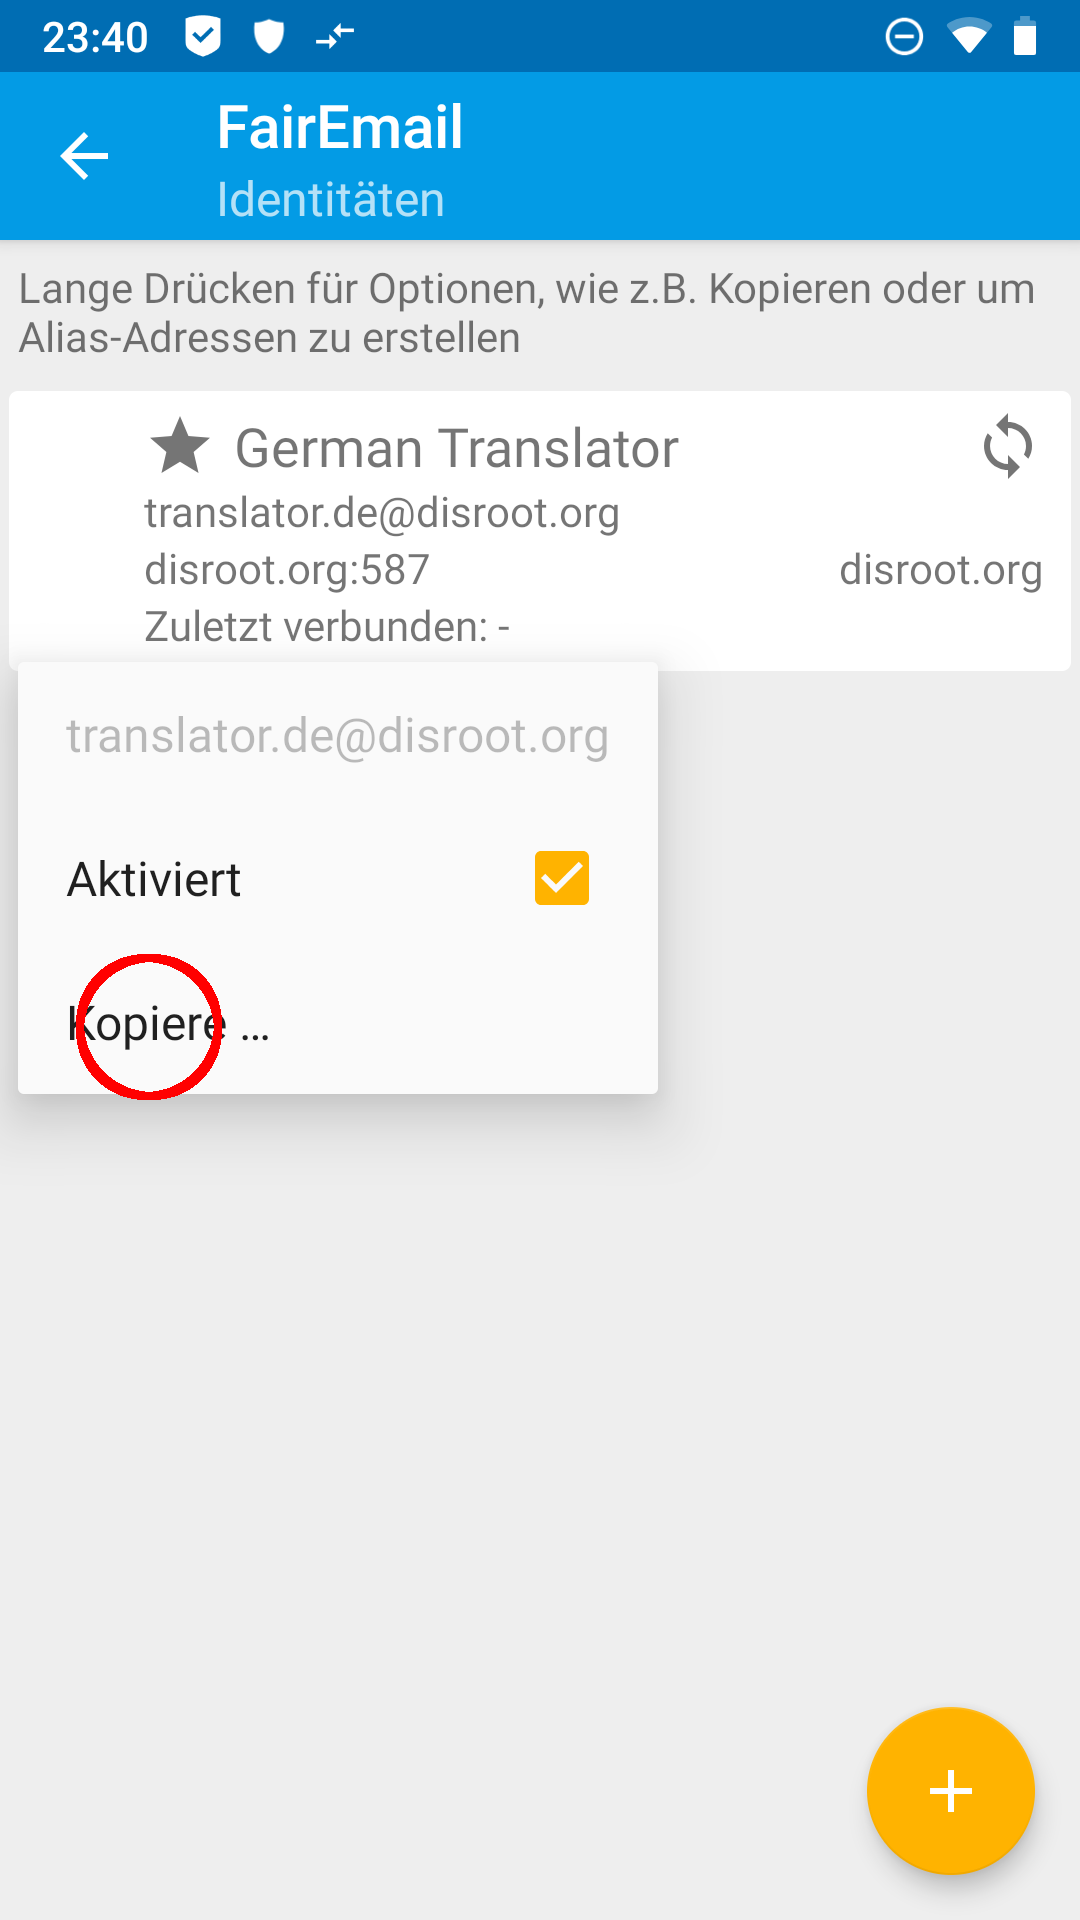 23:40
FairEmail
Identitäten
Lange Drücken für Optionen, wie z.B. Kopieren oder um
Alias-Adressen zu erstellen
German Translator
translator.de@disroot.org
disroot.org:587 disroot.org
Zuletzt verbunden: -
translator.de@disroot.org
Aktiviert
Kopiere ...